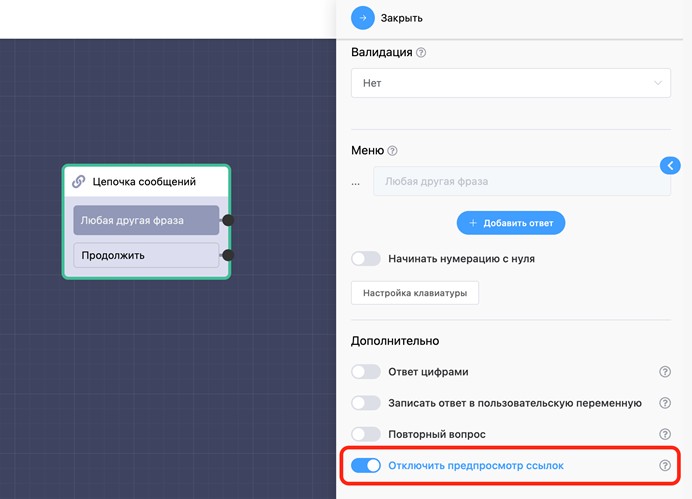 Закрыть
Валидация
Нет
Меню
... Любая другая фраза
+ Добавить ответ
Начинать нумерацию с нуля
Настройка клавиатуры
Дополнительно
Ответ цифрами
Записать ответ в пользовательскую переменную
Повторный вопрос
Отключить предпросмотр ссылок
Цепочка сообщений
Любая другая фраза
Продолжить